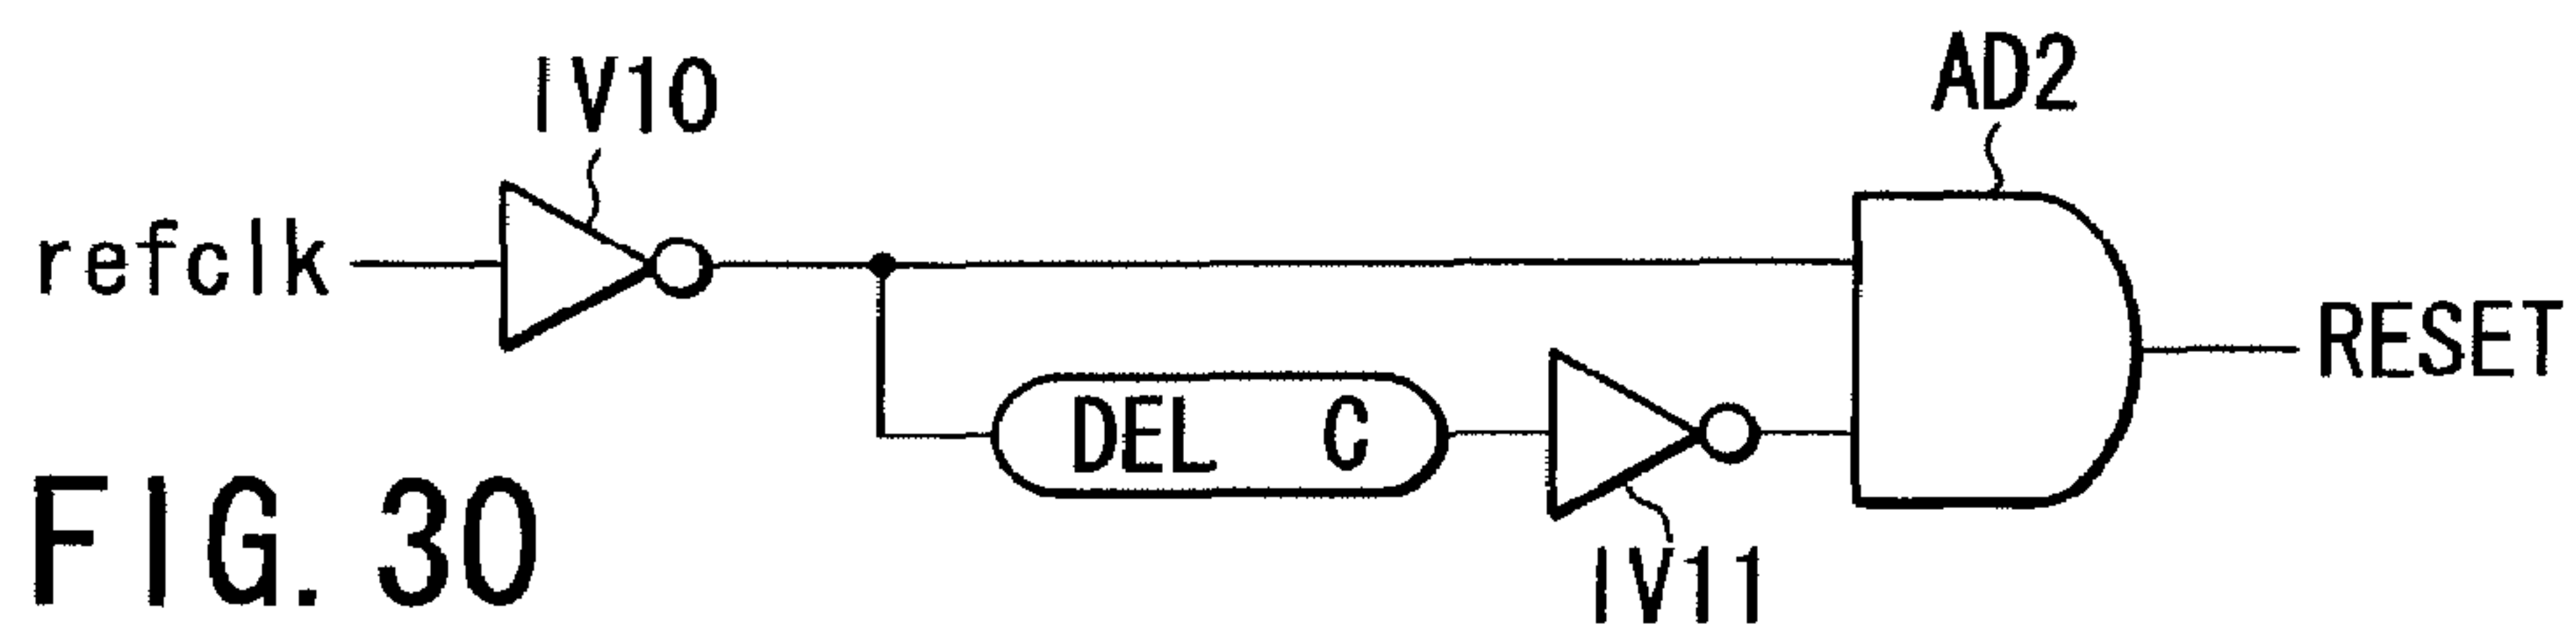 IV10
AD2
refclk
RESET
DEL C
IV11
FIG. 30